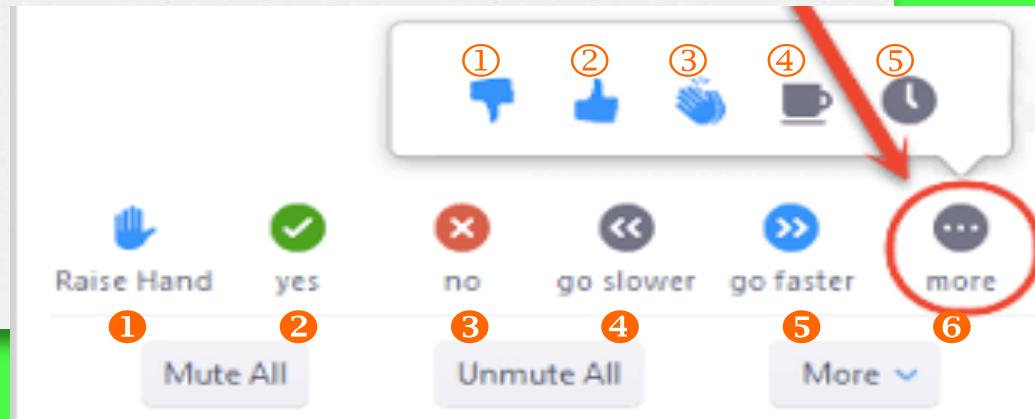 ① ② ③ ④ ⑤
Raise Hand yes no go slower go faster more
❶ ❷ ❸ ❹ ❺ ❻
Mute All Unmute All More